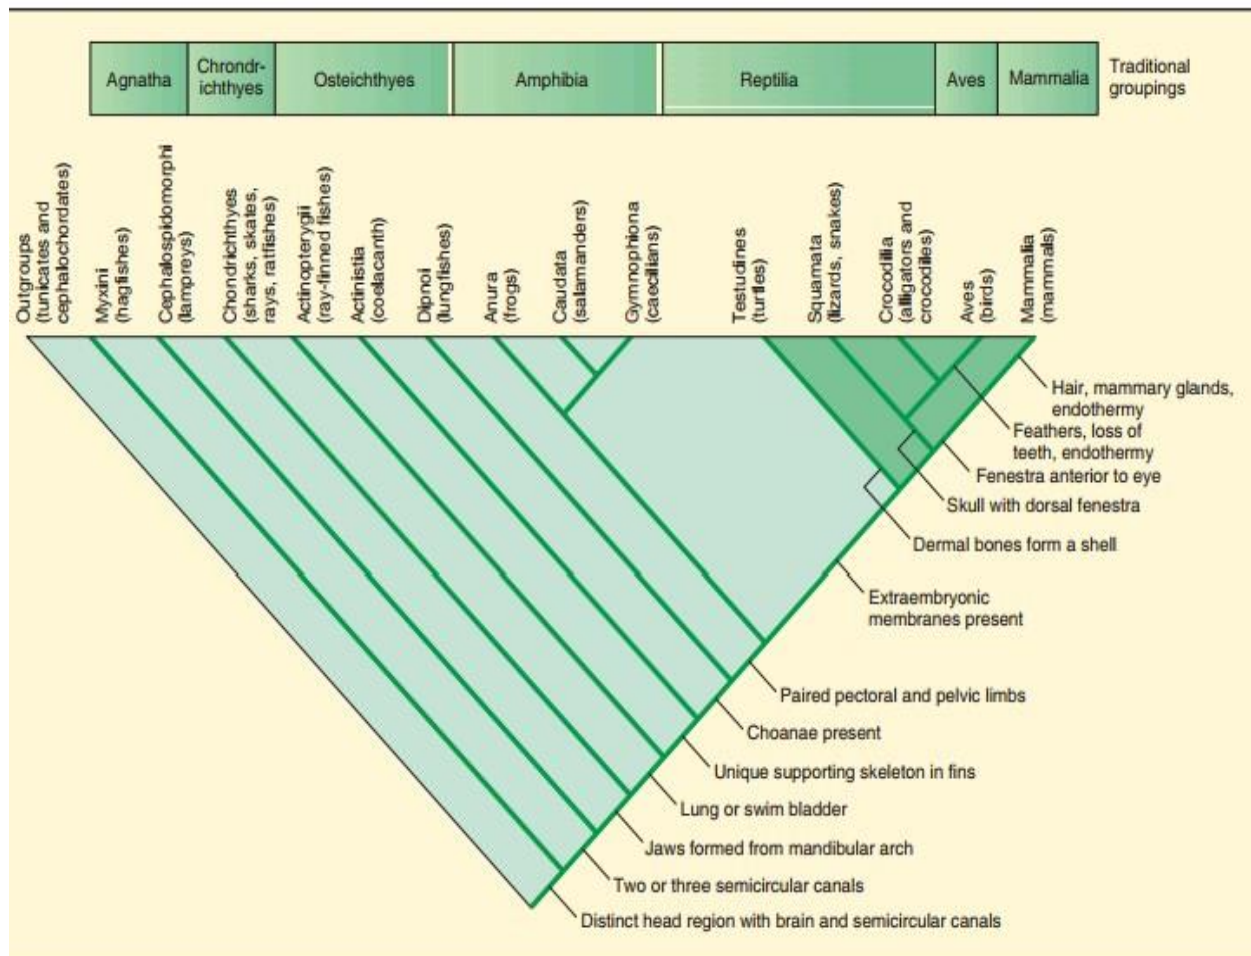 Agnatha
Chrondr-
ichthyes
Osteichthyes
Amphibia
Reptilia
Aves
Mammalia
Traditional
groupings
Outgroups
(tunicates and
cephalochordates)
Myxini
(hagfishes)
Cephalospidomorphi
(lampreys)
Chondrichthyes
(sharks, skates,
rays, ratfishes)
Actinopterygii
(ray-finned fishes)
Actinistia
(coelacanth)
Dipnoi
(lungfishes)
Anura
(frogs)
Caudata
(salamanders)
Gymnophiona
(caecilians)
Testudines
(turtles)
Squamata
(lizards, snakes)
Crocodilia
(alligators and
crocodiles)
Aves
(birds)
Mammalia
(mammals)
Hair, mammary glands,
endothermy
Feathers, loss of
teeth, endothermy
Fenestra anterior to eye
Skull with dorsal fenestra
Dermal bones form a shell
Extraembryonic
membranes present
Paired pectoral and pelvic limbs
Choanae present
Unique supporting skeleton in fins
Lung or swim bladder
Jaws formed from mandibular arch
Two or three semicircular canals
Distinct head region with brain and semicircular canals